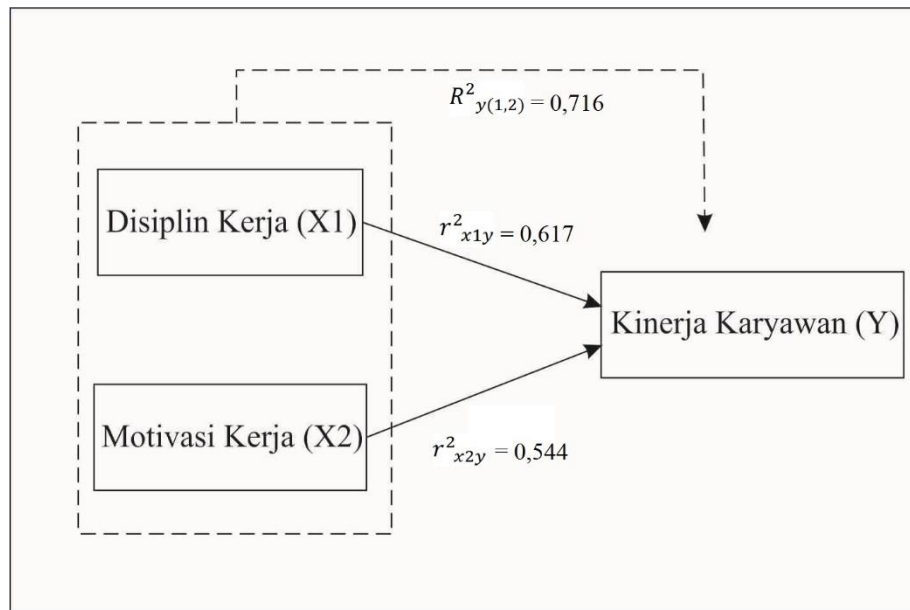 R²y(1,2) = 0,716
Disiplin Kerja (X1)
r²x1y = 0,617
Kinerja Karyawan (Y)
Motivasi Kerja (X2)
r²x2y = 0,544